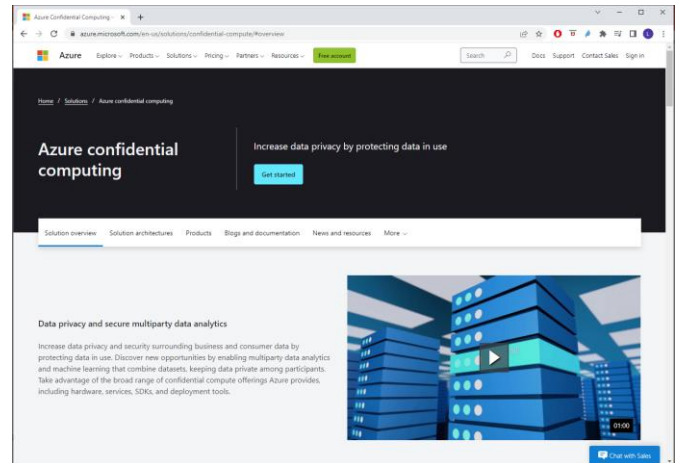 Azure Confidential Computing -
azure.microsoft.com/en-us/solutions/confidential-compute/#overview
Azure Explore Products Solutions Pricing Partners Resources Free account Search Docs Support Contact Sales Sign in
Home / Solutions / Azure confidential computing
Azure confidential
computing
Increase data privacy by protecting data in use
Get started
Solution overview Solution architectures Products Blogs and documentation News and resources More
Data privacy and secure multiparty data analytics
Increase data privacy and security surrounding business and consumer data by
protecting data in use. Discover new opportunities by enabling multiparty data analytics
and machine learning that combine datasets, keeping data private among participants.
Take advantage of the broad range of confidential compute offerings Azure provides,
including hardware, services, SDKs, and deployment tools.
01:00
Chat with Sales